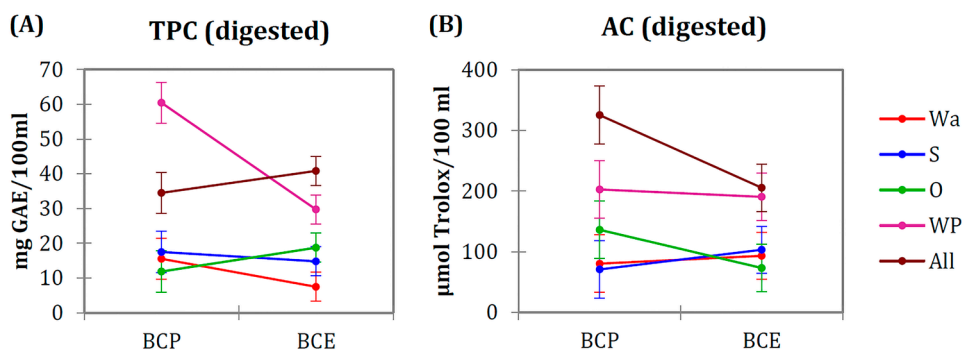 (A) TPC (digested)
mg GAE/100ml
70
60
50
40
30
20
10
0
BCP BCE
(B) AC (digested)
µmol Trolox/100 ml
400
300
200
100
0
BCP BCE
Wa
S
O
WP
All